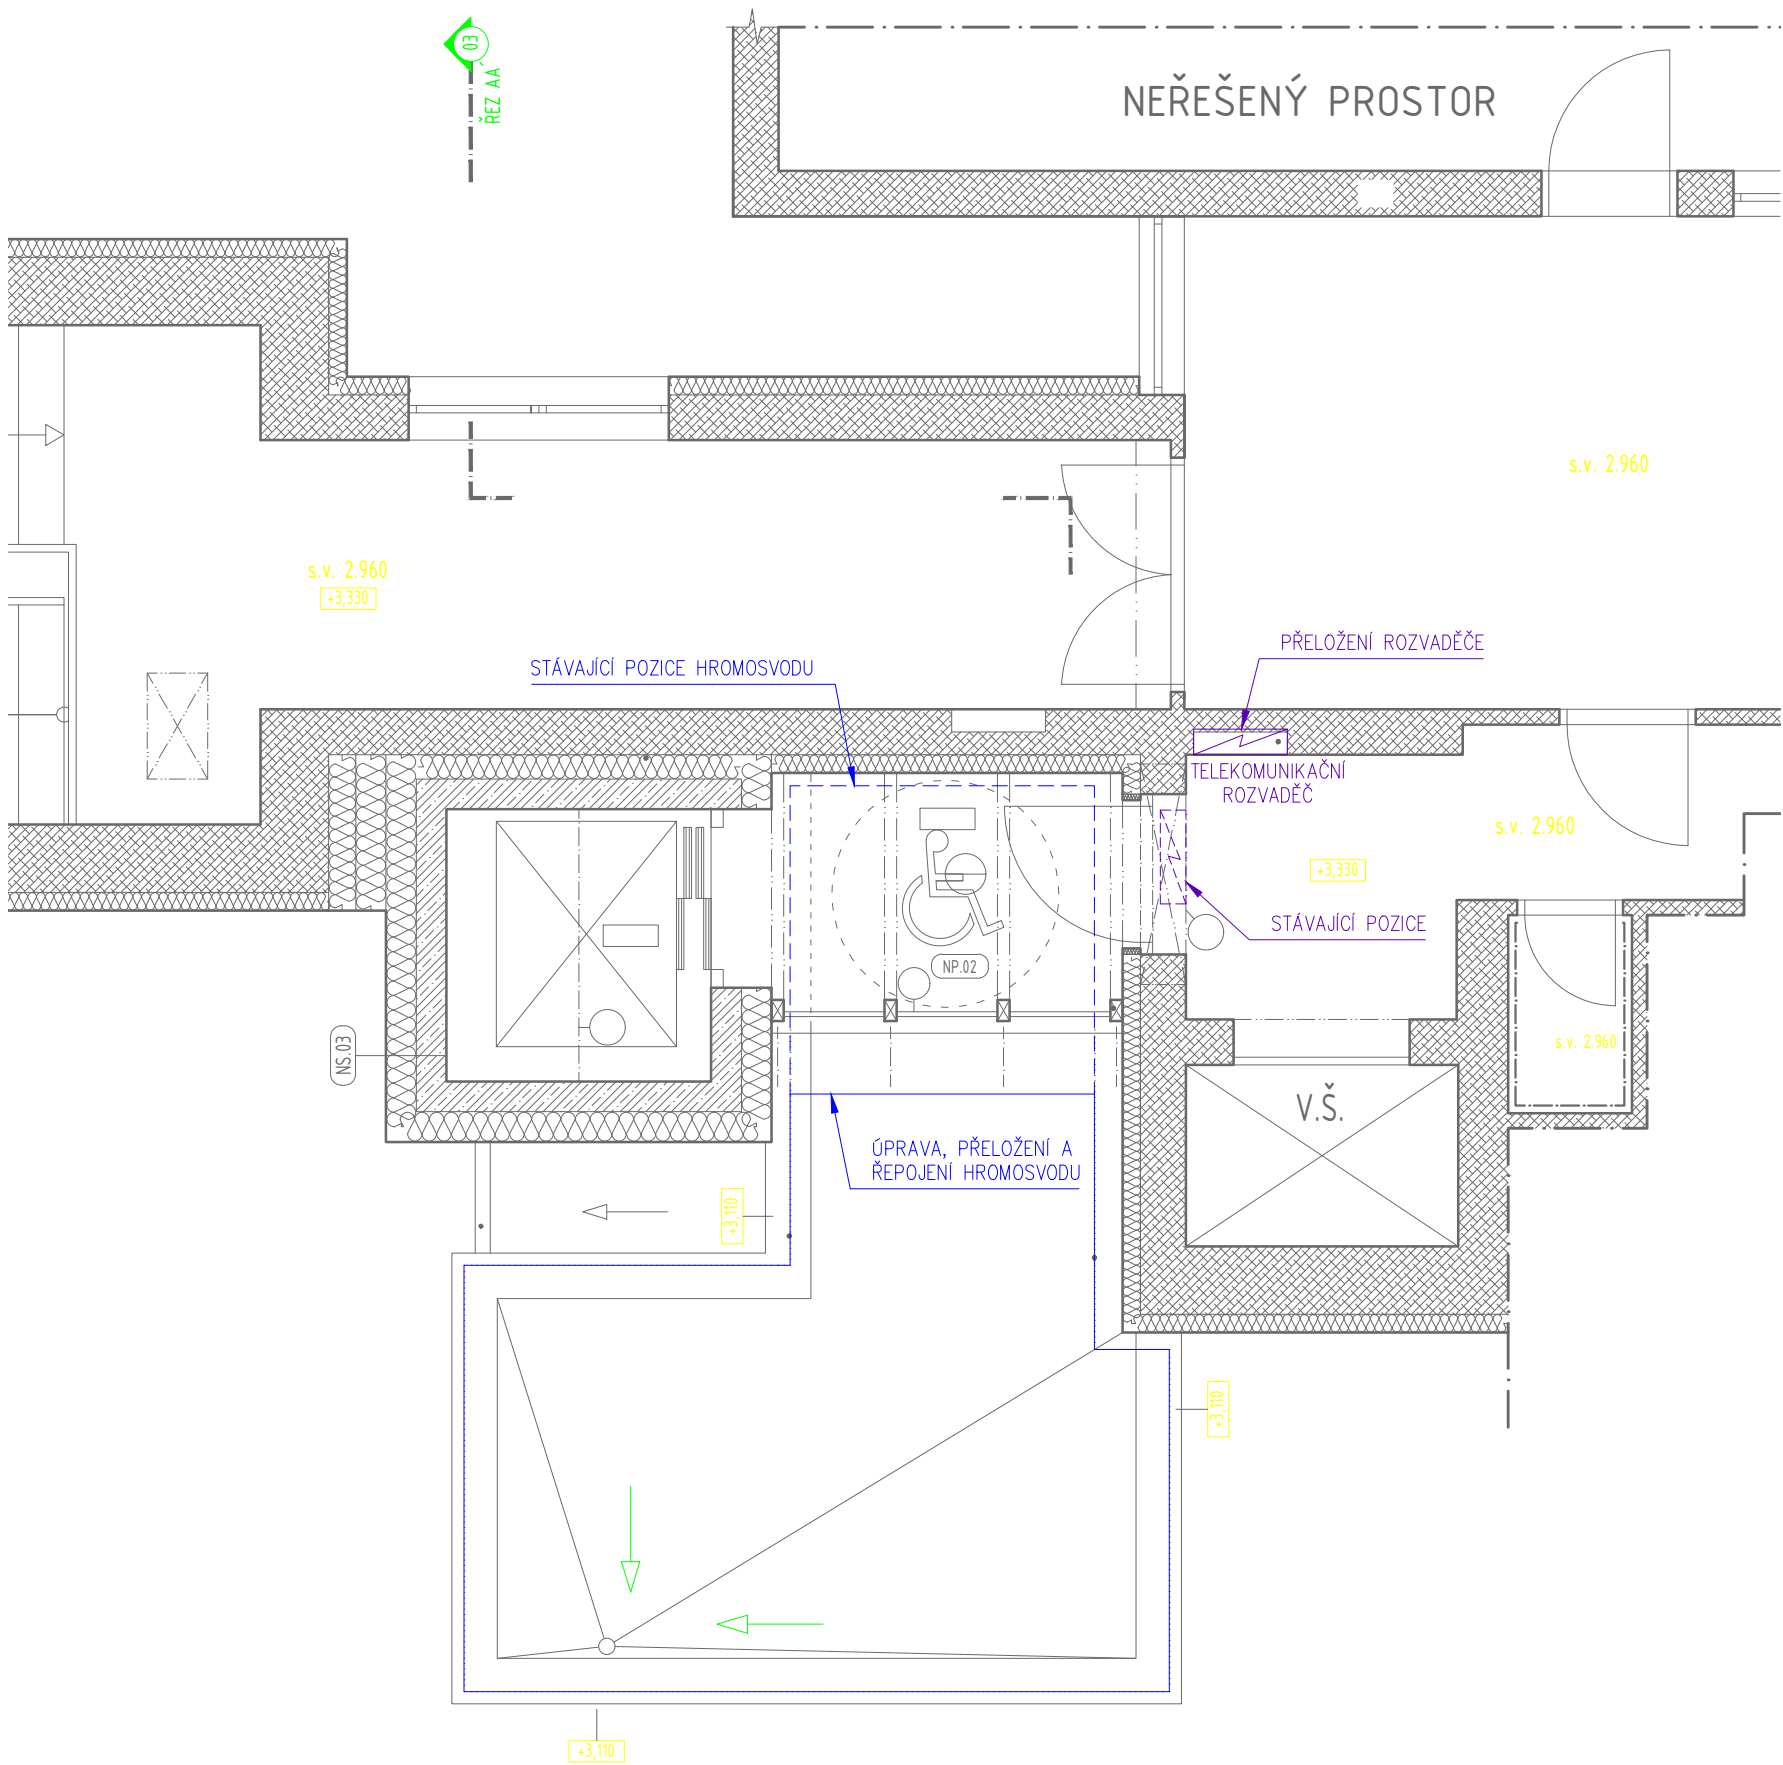 03
ŘEZ AÁ
NEŘEŠENÝ PROSTOR
s.v. 2.960
s.v. 2.960
+3,330
PŘELOŽENÍ ROZVADĚČE
STÁVAJÍCÍ POZICE HROMOSVODU
TELEKOMUNIKAČNÍ
ROZVADĚČ
s.v. 2.960
+3,330
STÁVAJÍCÍ POZICE
NP.02
NS.03
s.v. 2.960
V.Š.
ÚPRAVA, PŘELOŽENÍ A
ŘEPOJENÍ HROMOSVODU
+3,110
+3,110
+3,110